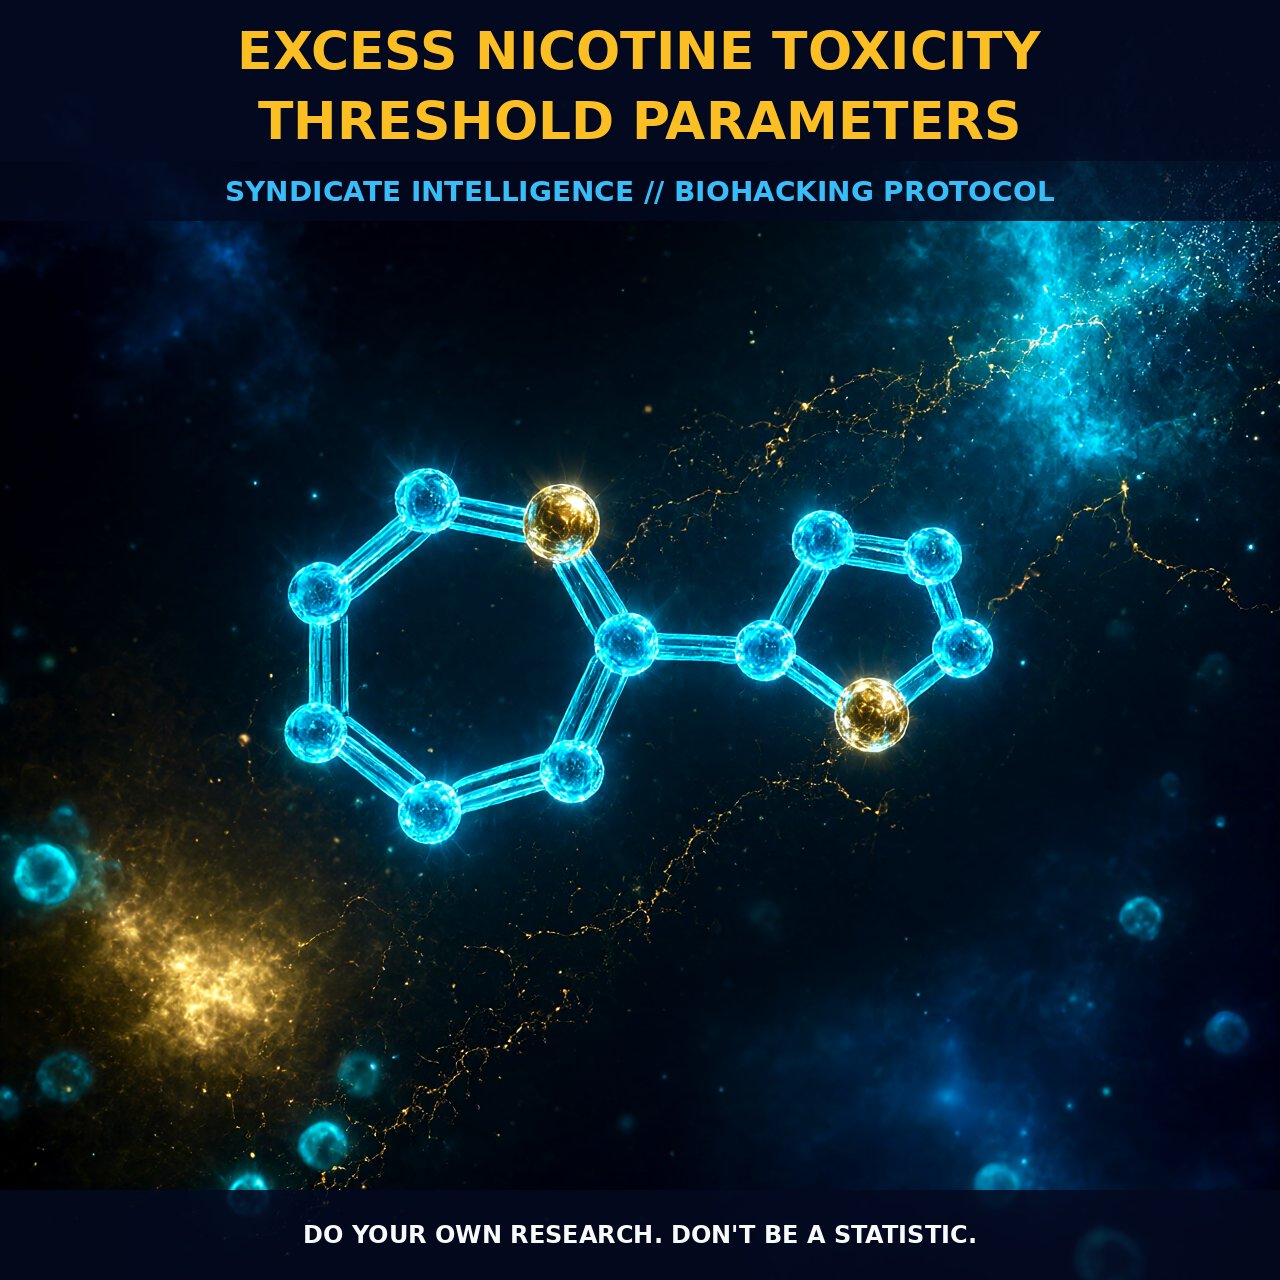 EXCESS NICOTINE TOXICITY
THRESHOLD PARAMETERS
SYNDICATE INTELLIGENCE // BIOHACKING PROTOCOL
DO YOUR OWN RESEARCH. DON'T BE A STATISTIC.